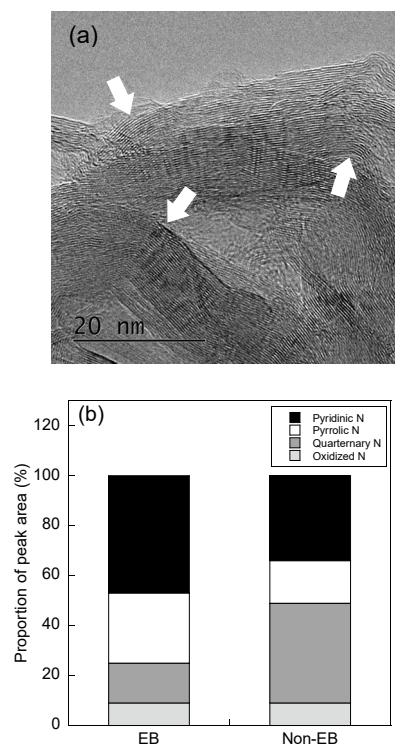 (a)
20 nm
(b)
Pyridinic N
Pyrrolic N
Quarternary N
Oxidized N
Proportion of peak area (%)
120
100
80
60
40
20
0
EB
Non-EB